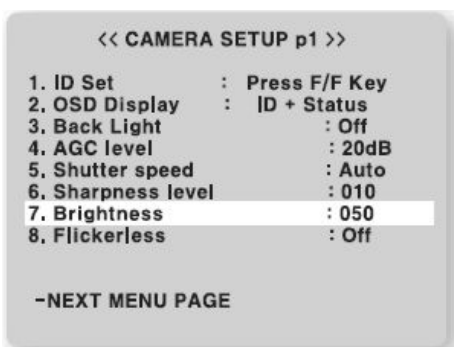 << CAMERA SETUP p1 >>
1. ID Set : Press F/F Key
2. OSD Display : ID + Status
3. Back Light : Off
4. AGC level : 20dB
5. Shutter speed : Auto
6. Sharpness level : 010
7. Brightness : 050
8. Flickerless : Off
-NEXT MENU PAGE